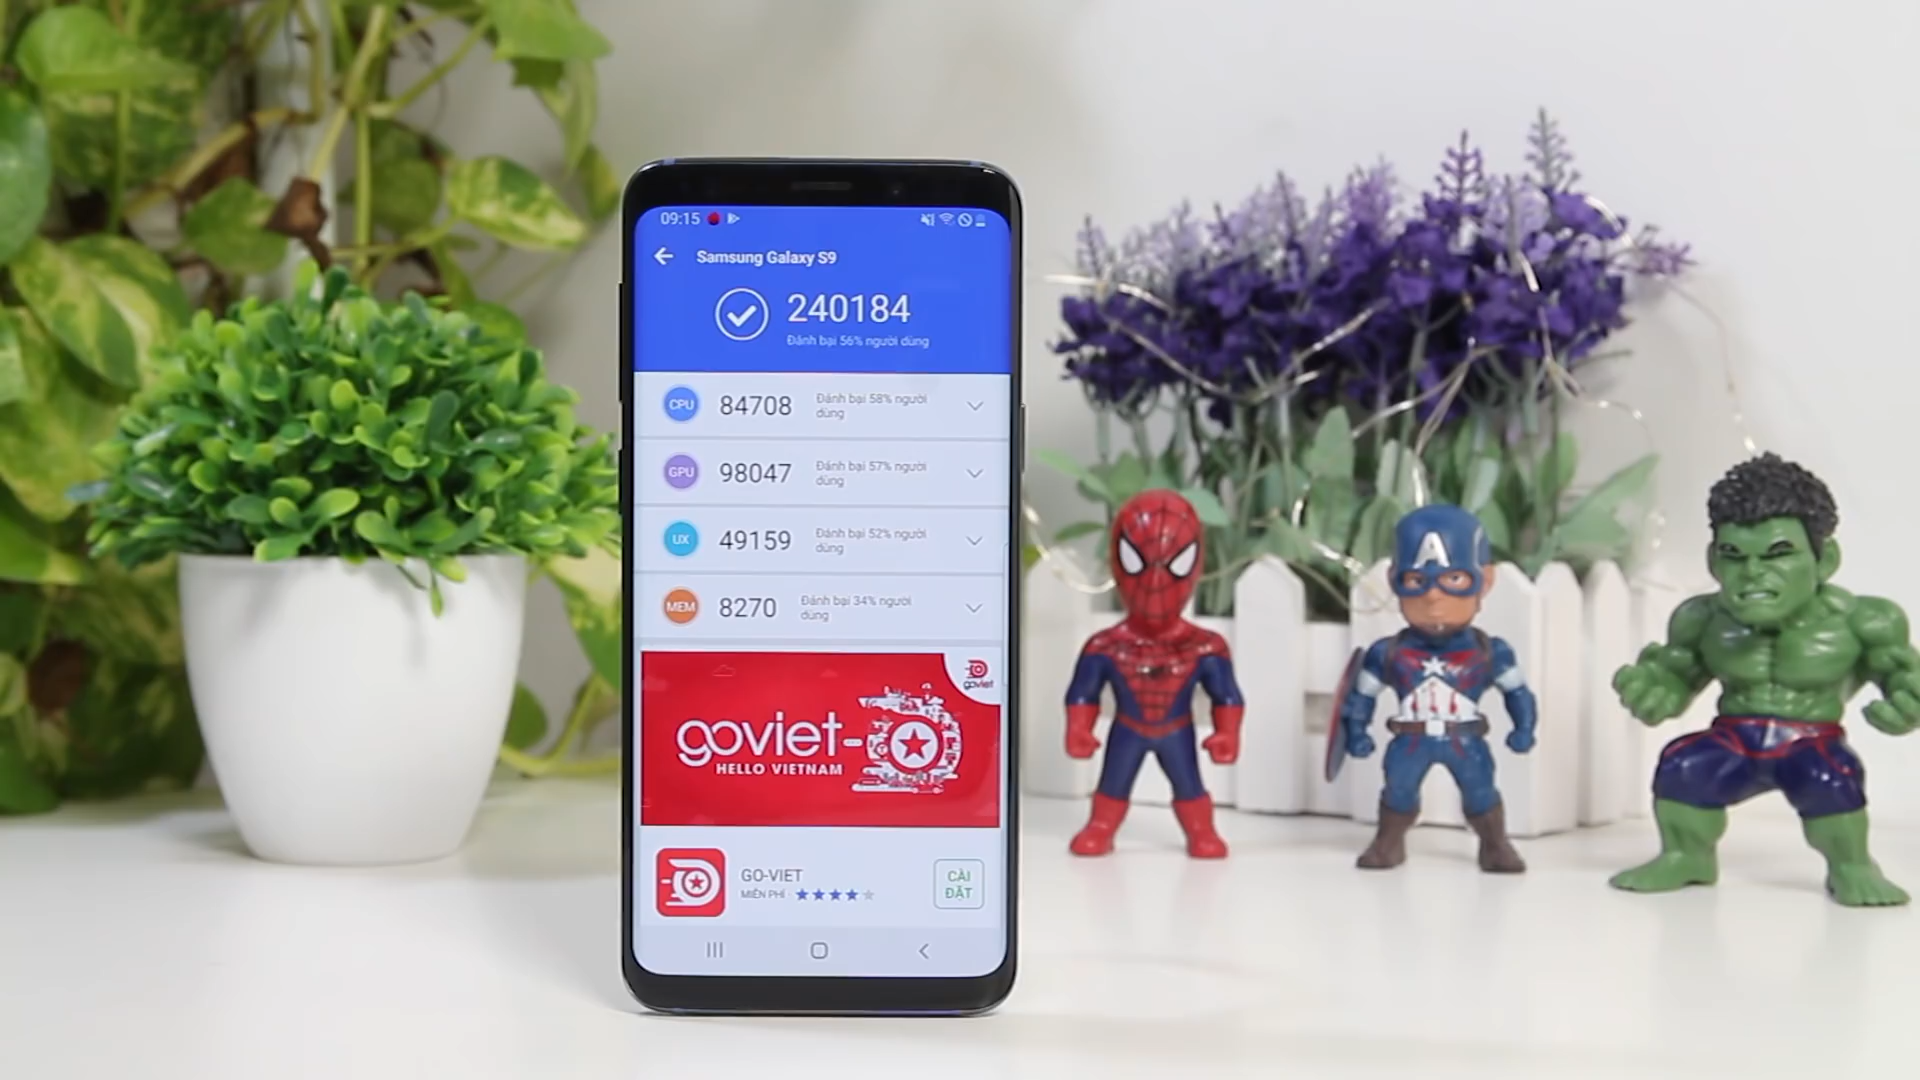 09:15
Samsung Galaxy S9
240184
Đánh bại 56% người dùng
CPU 84708 Đánh bại 58% người
dùng
GPU 98047 Đánh bại 57% người
dùng
UX 49159 Đánh bại 52% người
dùng
MEM 8270 Đánh bại 34% người
dùng
goviet
goviet
HELLO VIETNAM
GO-VIET
MIỄN PHÍ
CÀI
ĐẶT
A